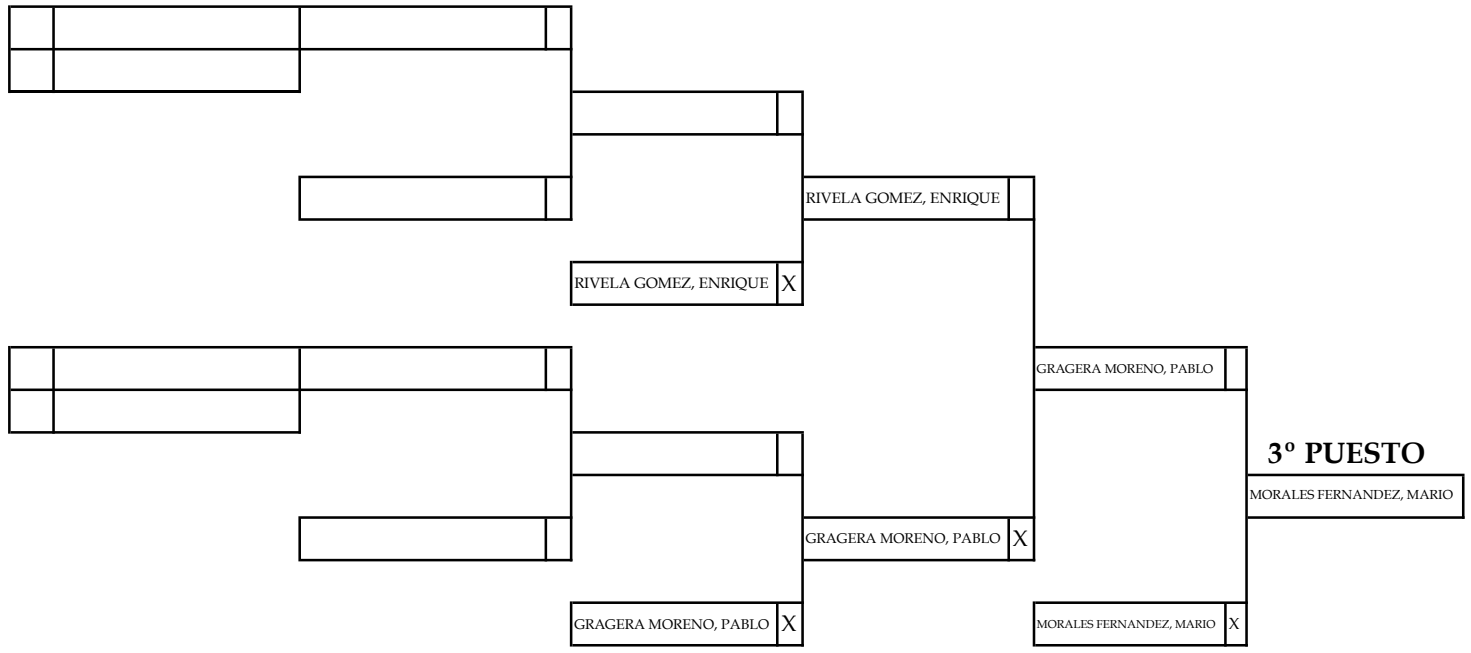 RIVELA GOMEZ, ENRIQUE
RIVELA GOMEZ, ENRIQUE X
GRAGERA MORENO, PABLO
3º PUESTO
MORALES FERNANDEZ, MARIO
GRAGERA MORENO, PABLO X
GRAGERA MORENO, PABLO X
MORALES FERNANDEZ, MARIO X